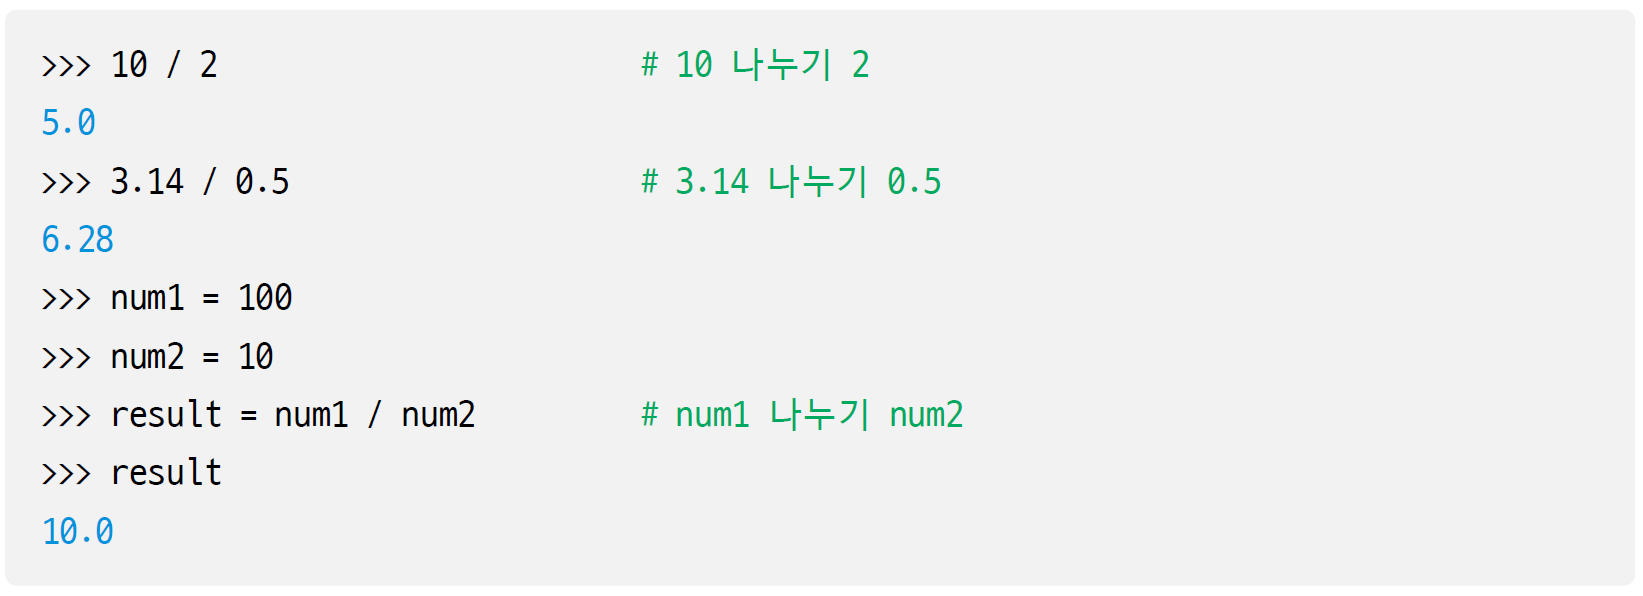 >>> 10 / 2 # 10 나누기 2
5.0
>>> 3.14 / 0.5 # 3.14 나누기 0.5
6.28
>>> num1 = 100
>>> num2 = 10
>>> result = num1 / num2 # num1 나누기 num2
>>> result
10.0